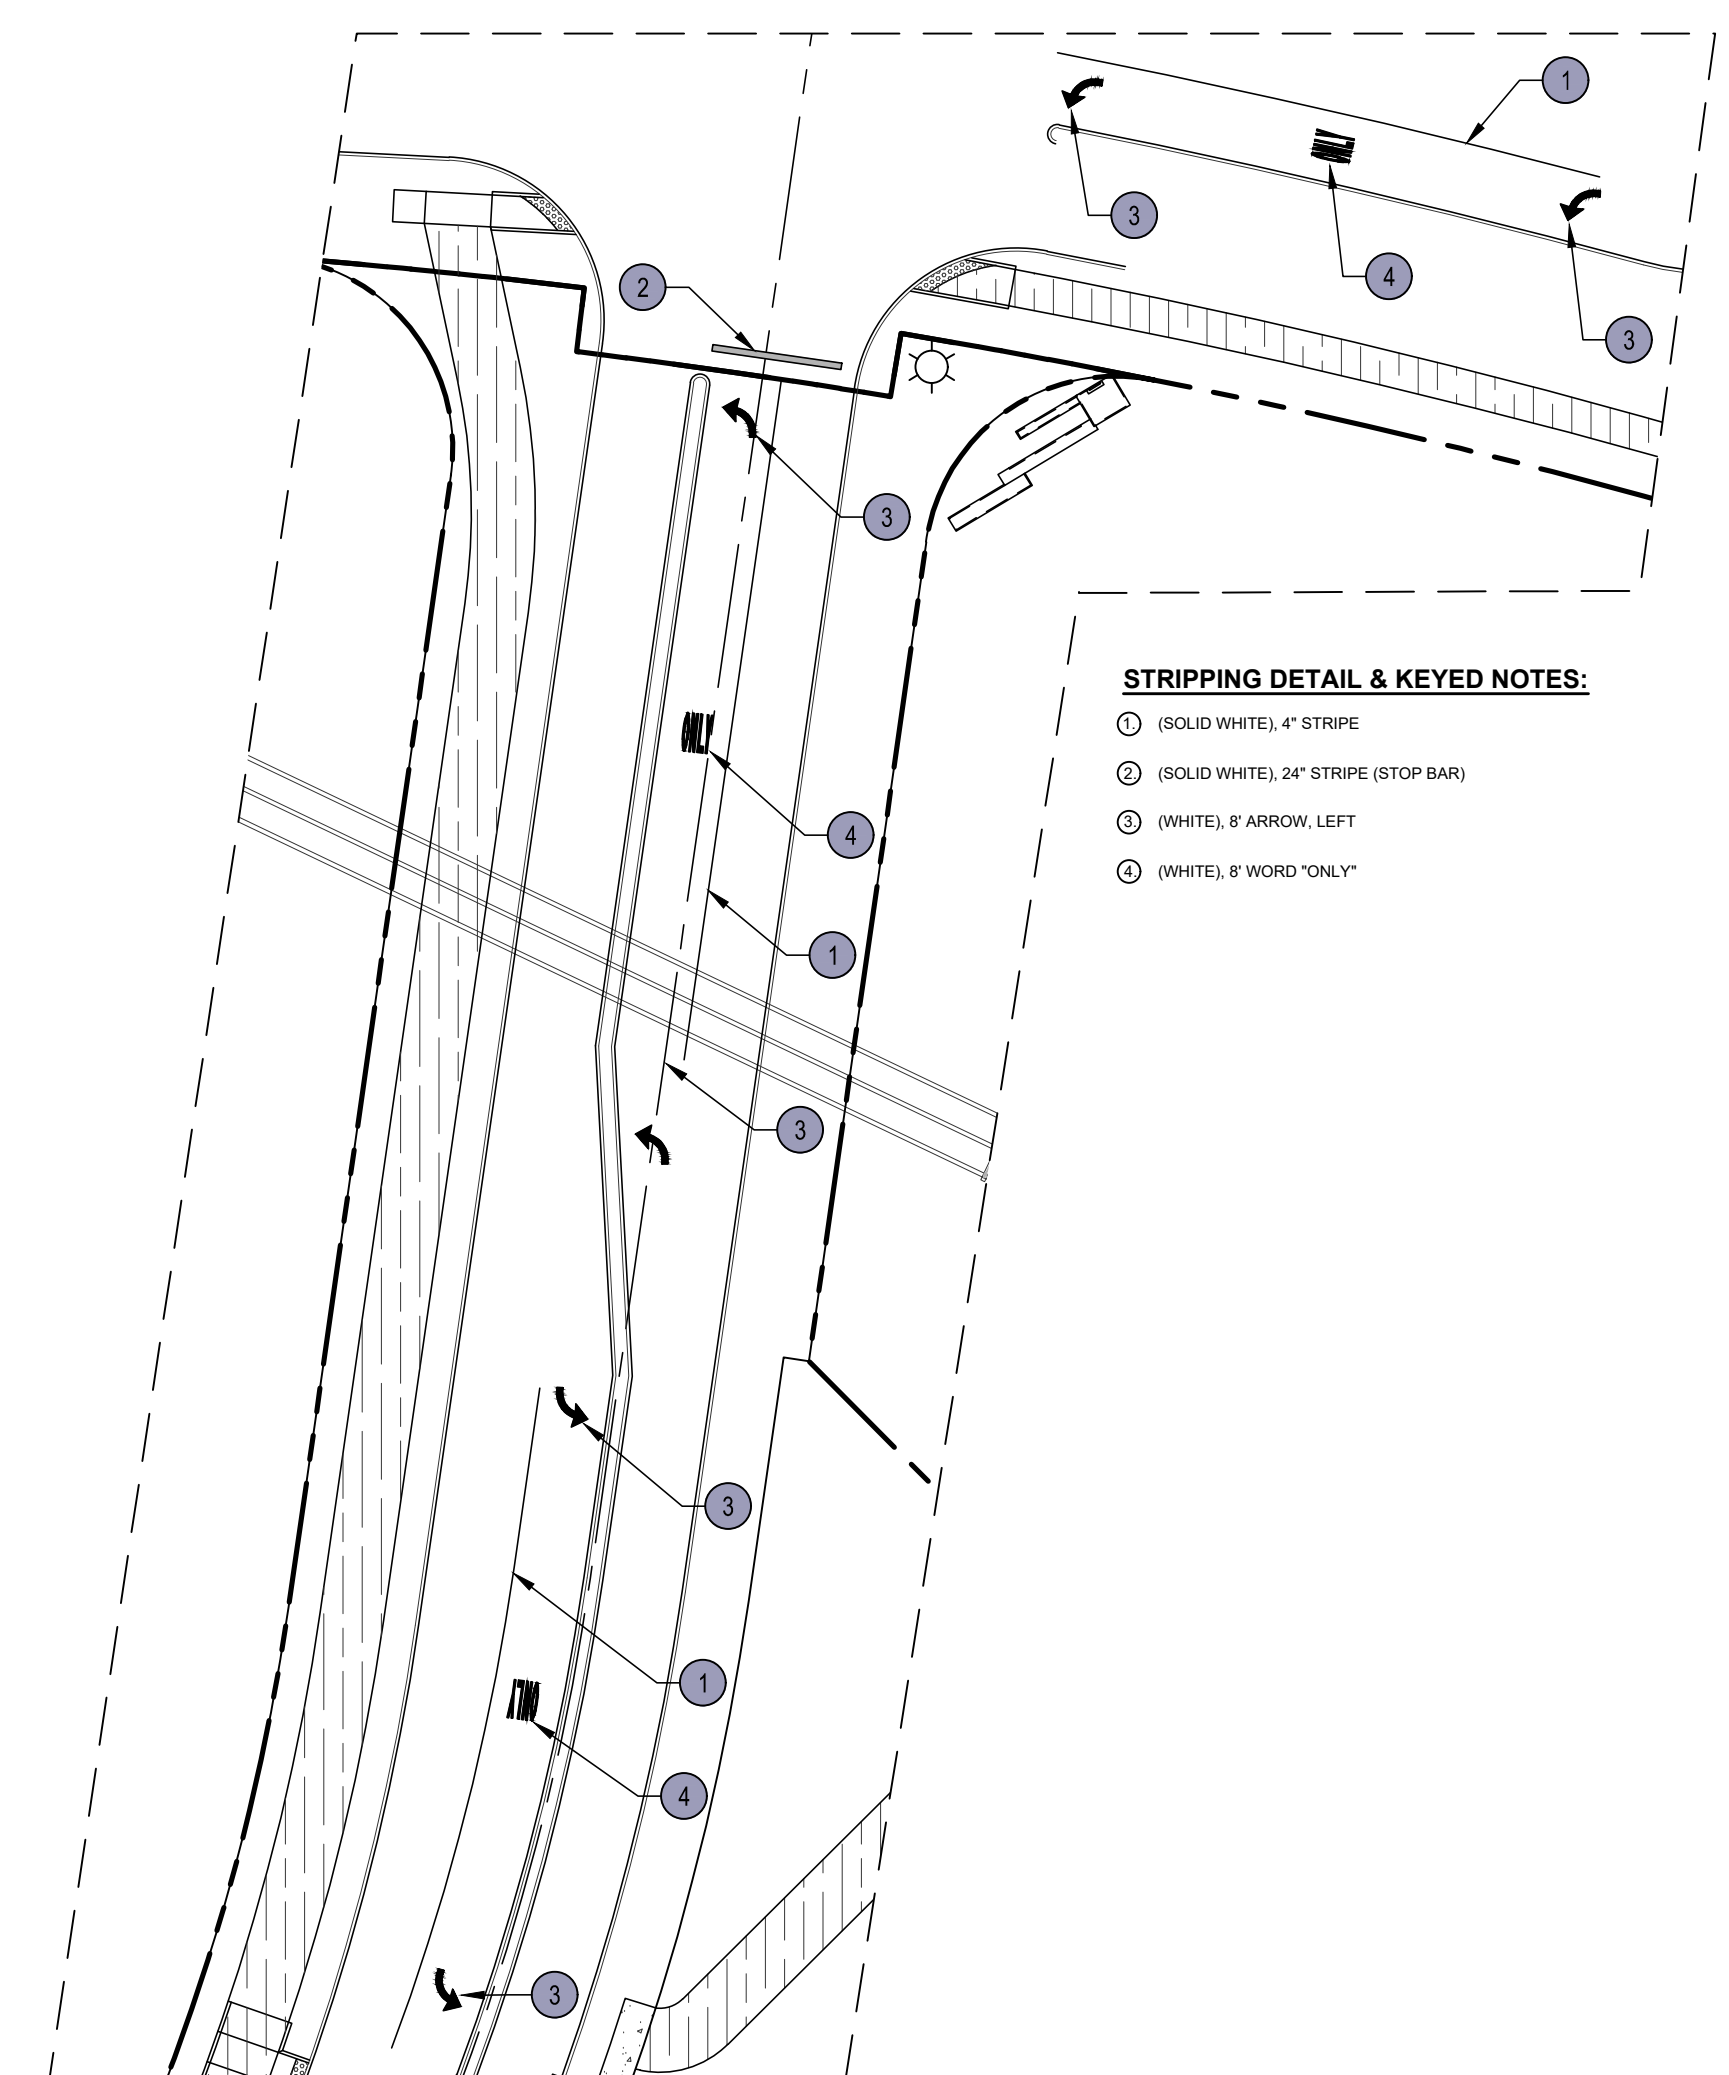 1
3
4
2
3
3
STRIPPING DETAIL & KEYED NOTES:
1. (SOLID WHITE), 4" STRIPE
2. (SOLID WHITE), 24" STRIPE (STOP BAR)
3. (WHITE), 8' ARROW, LEFT
4. (WHITE), 8' WORD "ONLY"
ONLY
4
1
3
3
1
ONLY
4
3